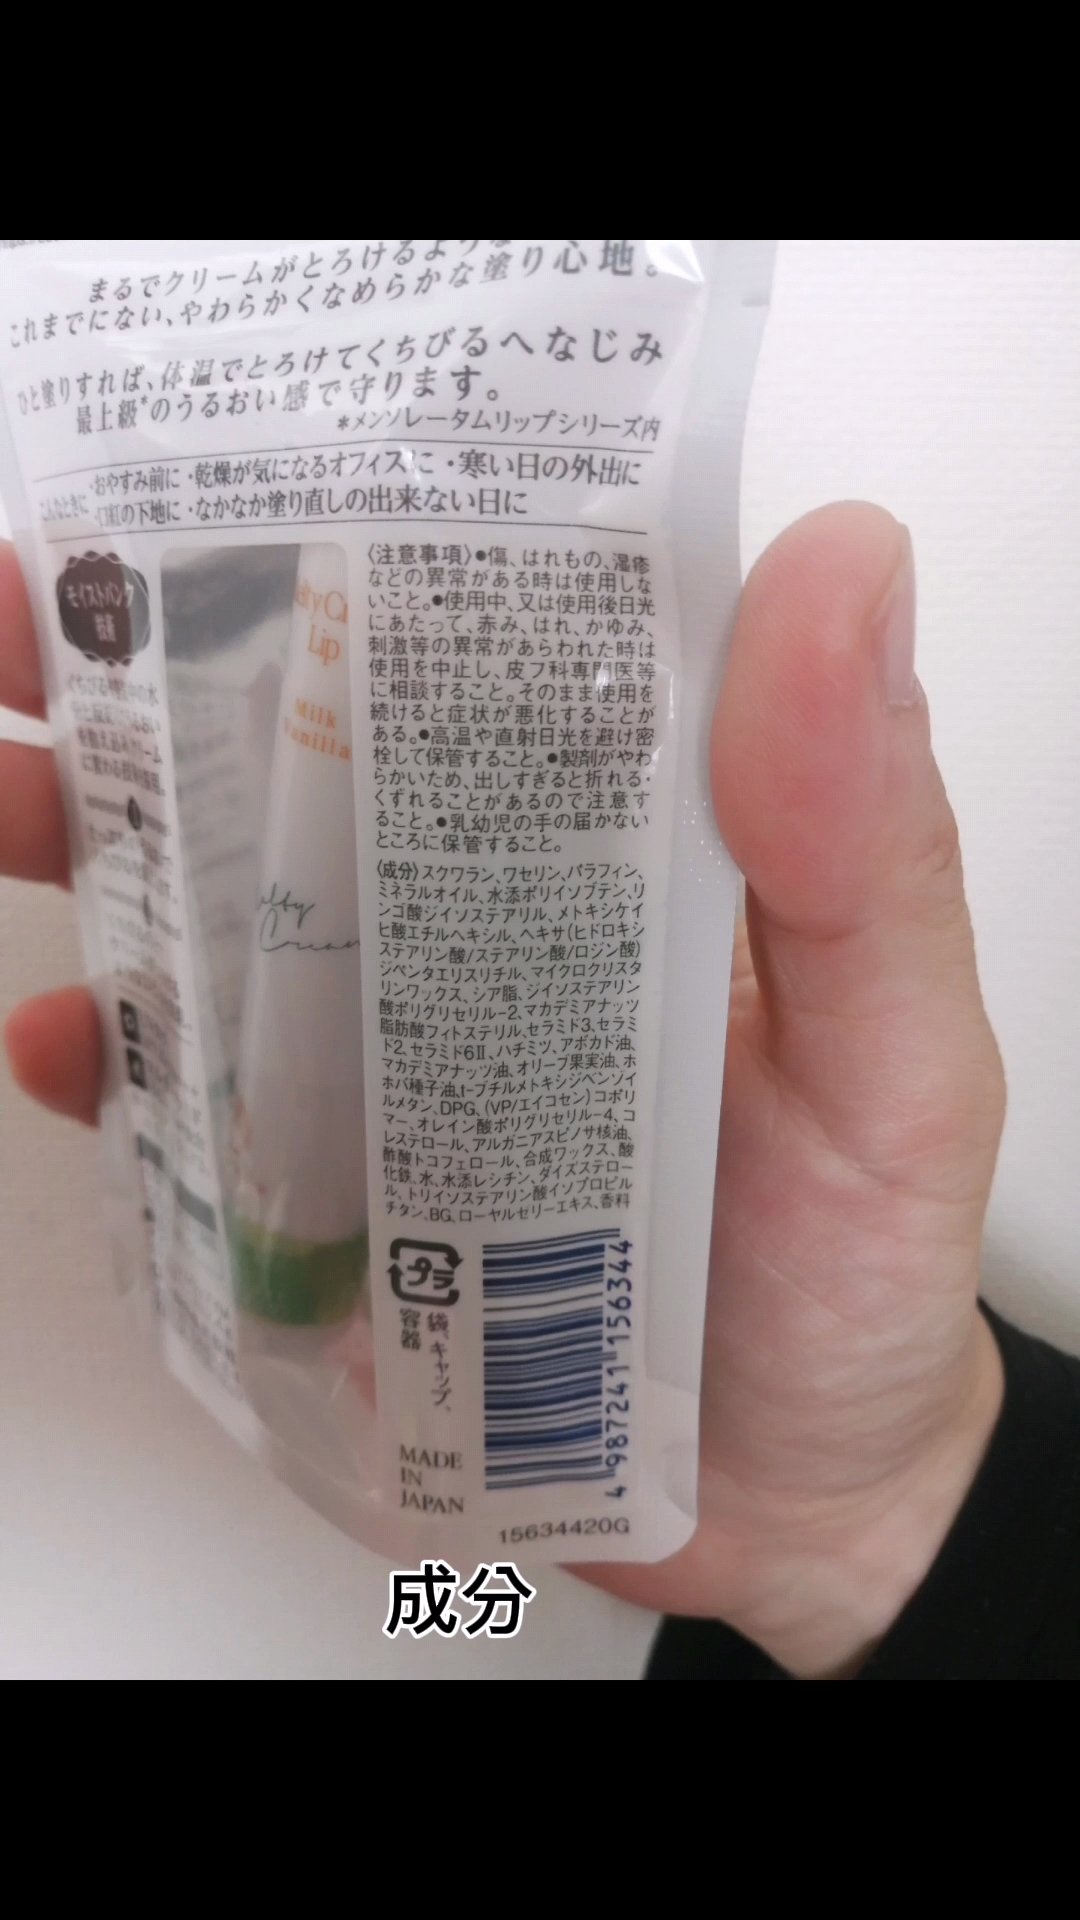 まるでクリームがとろけるような
これまでにない、やわらかくなめらかな塗り心地。
ひと塗りすれば、体温でとろけてくちびるへなじみ
最上級*のうるおい感で守ります。
*メンソレータムリップシリーズ内
こんなときに
・おやすみ前に ・乾燥が気になるオフィスに ・寒い日の外出に
・口紅の下地に ・なかなか塗り直しの出来ない日に
モイストバンク
技術
Lip
Milk
Vanilla
〈注意事項〉●傷、はれもの、湿疹
などの異常がある時は使用しな
いこと。●使用中、又は使用後日光
にあたって、赤み、はれ、かゆみ、
刺激等の異常があらわれた時は
使用を中止し、皮フ科専門医等
に相談すること。そのまま使用を
続けると症状が悪化することが
ある。●高温や直射日光を避け密
栓して保管すること。●製剤がやわ
らかいため、出しすぎると折れる・
くずれることがあるので注意す
ること。●乳幼児の手の届かない
ところに保管すること。
〈成分〉スクワラン、ワセリン、パラフィン、
ミネラルオイル、水添ポリイソブテン、リ
ンゴ酸ジイソステアリル、メトキシケイ
ヒ酸エチルヘキシル、ヘキサ(ヒドロキシ
ステアリン酸/ステアリン酸/ロジン酸)
ジペンタエリスリチル、マイクロクリスタ
リンワックス、シア脂、ジイソステアリン
酸ポリグリセリル-2、マカデミアナッツ
脂肪酸フィトステリル、セラミド3、セラミ
ド2、セラミド6Ⅱ、ハチミツ、アボカド油、
マカデミアナッツ油、オリーブ果実油、ホ
ホバ種子油、t-ブチルメトキシジベンゾイ
ルメタン、DPG、(VP/エイコセン)コポリ
マー、オレイン酸ポリグリセリル-4、コ
レステロール、アルガニアスピノサ核油、
酢酸トコフェロール、合成ワックス、酸
化鉄、水、水添レシチン、ダイズステロー
ル、トリイソステアリン酸イソプロピル
チタン、BG、ローヤルゼリーエキス、香料
プラ
袋、キャップ、
容器
MADE
IN
JAPAN
4 987241 156344
15634420G
成分